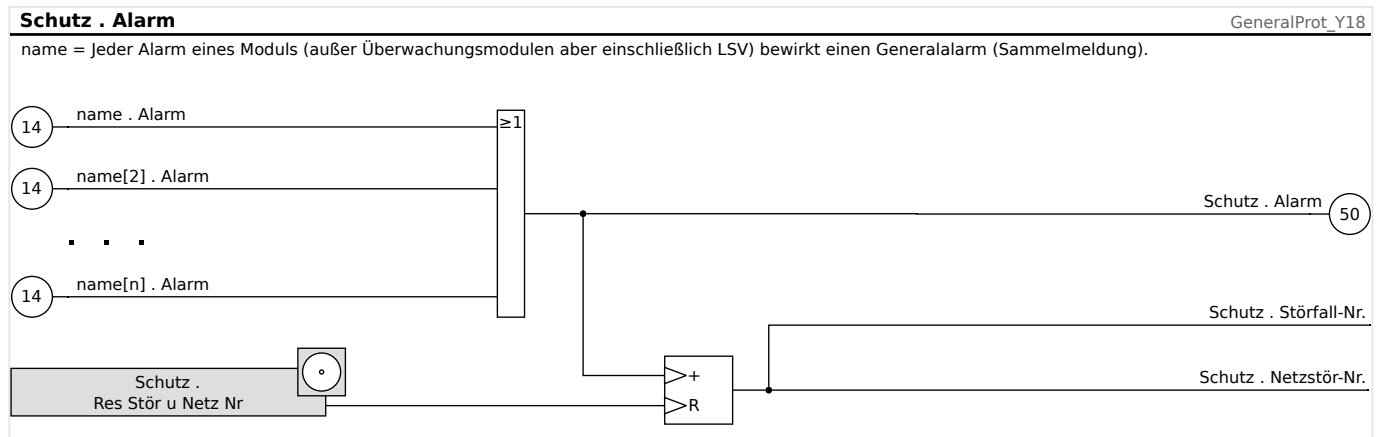 Schutz . Alarm
GeneralProt_Y18
name = Jeder Alarm eines Moduls (außer Überwachungsmodulen aber einschließlich LSV) bewirkt einen Generalalarm (Sammelmeldung).
14
name . Alarm
≥1
14
name[2] . Alarm
Schutz . Alarm
50
. . .
14
name[n] . Alarm
Schutz . Störfall-Nr.
Schutz .
Res Stör u Netz Nr
+
R
Schutz . Netzstör-Nr.